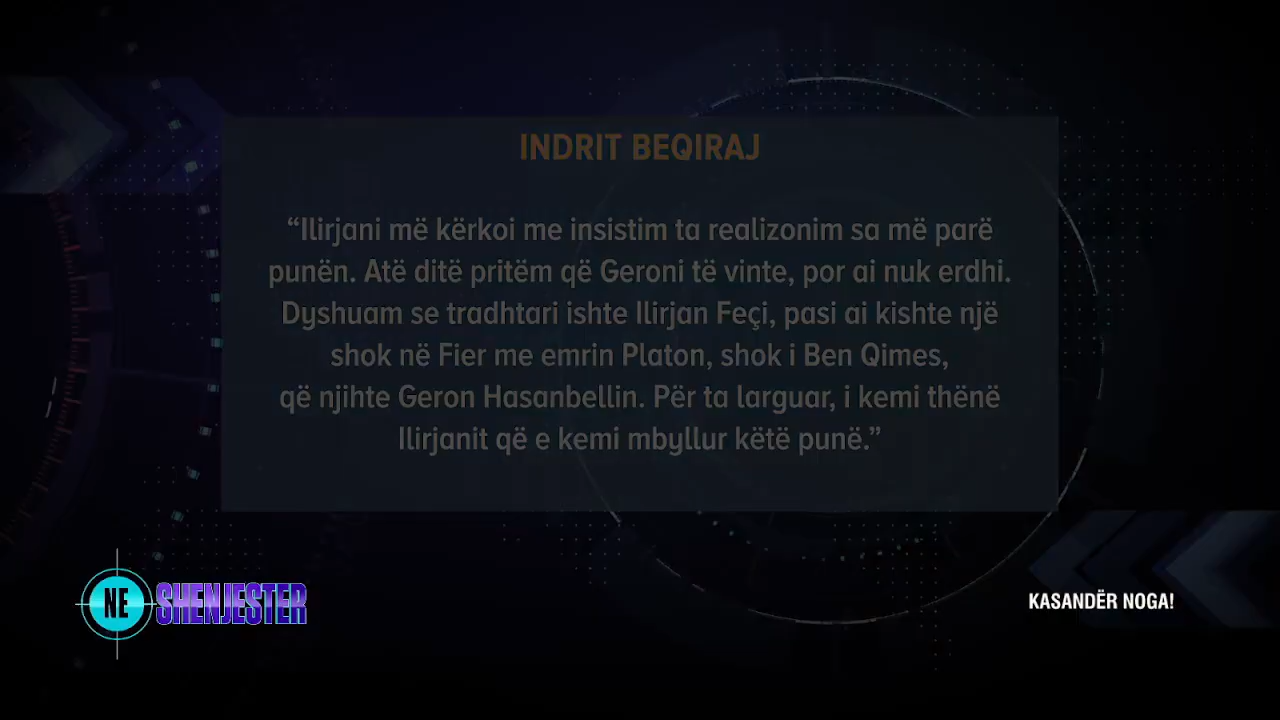 INDRIT BEQIRAJ
“Ilirjani më kërkoi me insistim ta realizonim sa më parë
punën. Atë ditë pritëm që Geroni të vinte, por ai nuk erdhi.
Dyshuam se tradhtari ishte Ilirjan Feçi, pasi ai kishte një
shok në Fier me emrin Platon, shok i Ben Qimes,
që njihte Geron Hasanbellin. Për ta larguar, i kemi thënë
Ilirjanit që e kemi mbyllur këtë punë.”
NE SHENJESTER
KASANDËR NOGA!